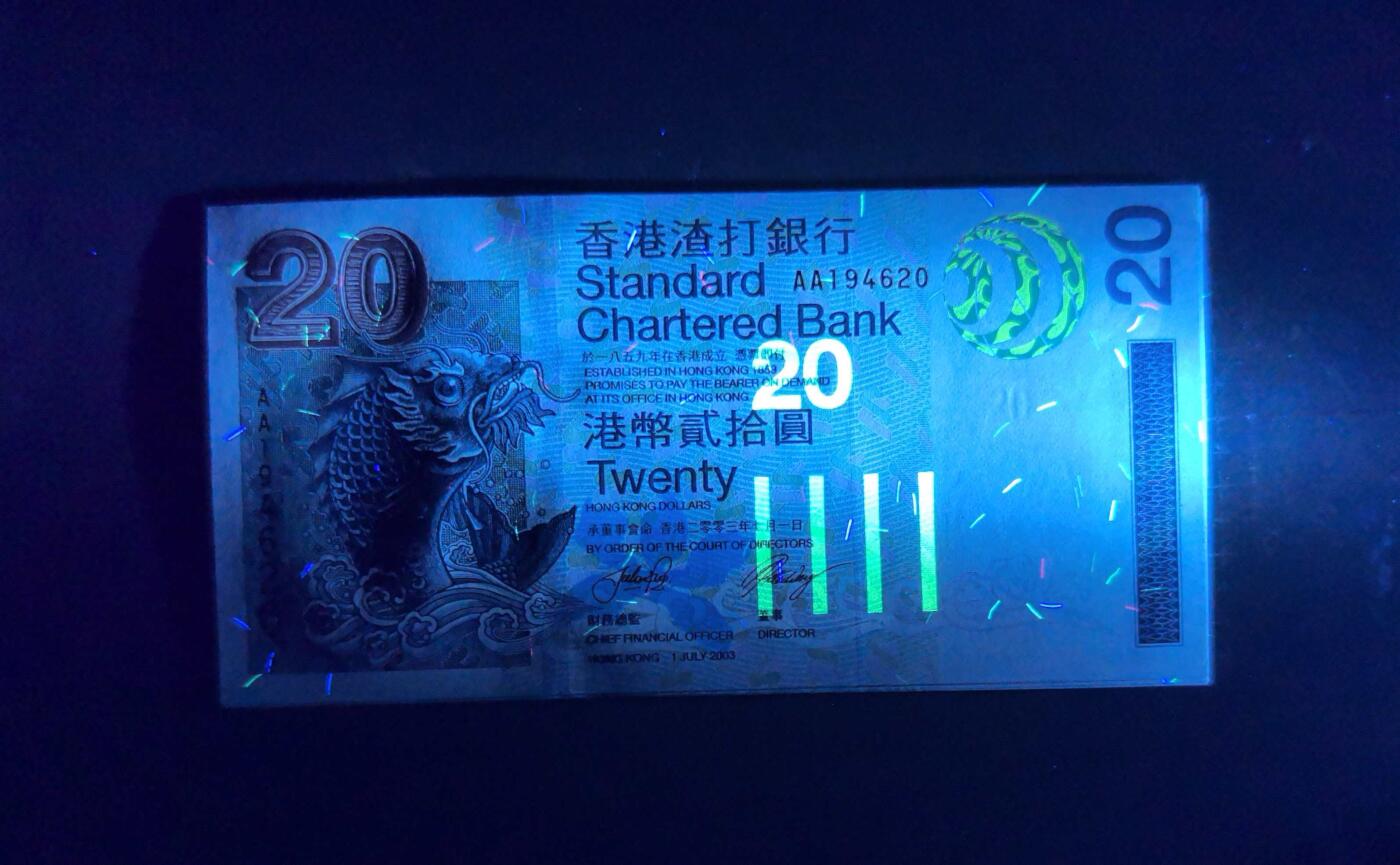 20
香港渣打銀行
Standard
AA194620
Chartered Bank
於一八五九年在香港成立 憑票即付
ESTABLISHED IN HONG KONG 1859
PROMISES TO PAY THE BEARER ON DEMAND
AT ITS OFFICE IN HONG KONG
20
港幣貳拾圓
Twenty
HONG KONG DOLLARS
承董事會命 香港二零零三年七月一日
BY ORDER OF THE COURT OF DIRECTORS
財務總監
董事
CHIEF FINANCIAL OFFICER
DIRECTOR
HONG KONG 1 JULY 2003
20
20